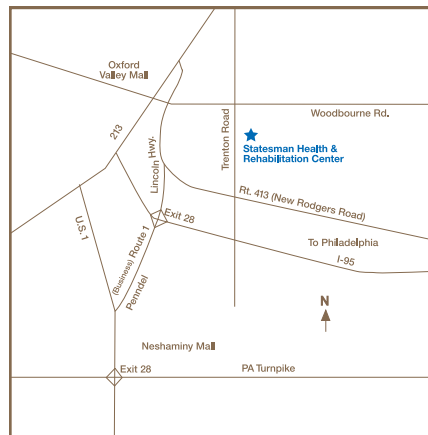 Oxford
Valley Mall
Woodbourne Rd.
213
Lincoln Hwy.
Trenton Road
Statesman Health &
Rehabilitation Center
Rt. 413 (New Rodgers Road)
U.S. 1
Exit 28
(Business) Route 1
Penndel
To Philadelphia
I-95
N
Neshaminy Mall
Exit 28
PA Turnpike